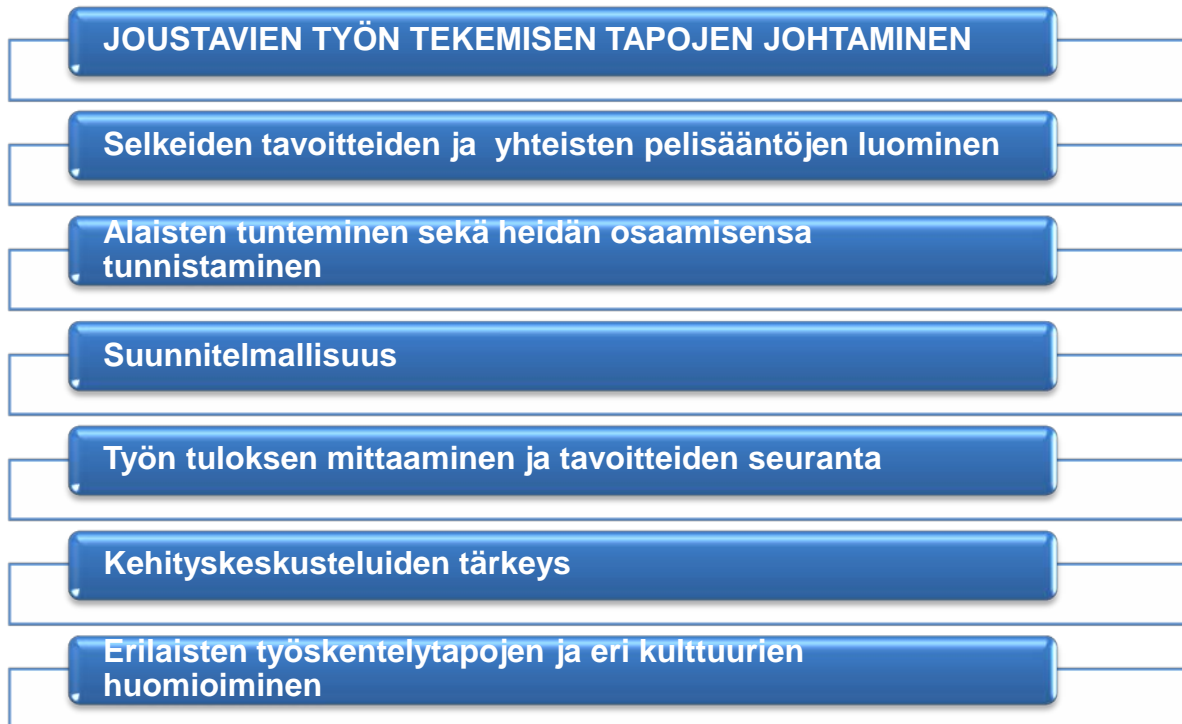 JOUSTAVIEN TYÖN TEKEMISEN TAPOJEN JOHTAMINEN
Selkeiden tavoitteiden ja yhteisten pelisääntöjen luominen
Alaisten tunteminen sekä heidän osaamisensa
tunnistaminen
Suunnitelmallisuus
Työn tuloksen mittaaminen ja tavoitteiden seuranta
Kehityskeskusteluiden tärkeys
Erilaisten työskentelytapojen ja eri kulttuurien
huomioiminen